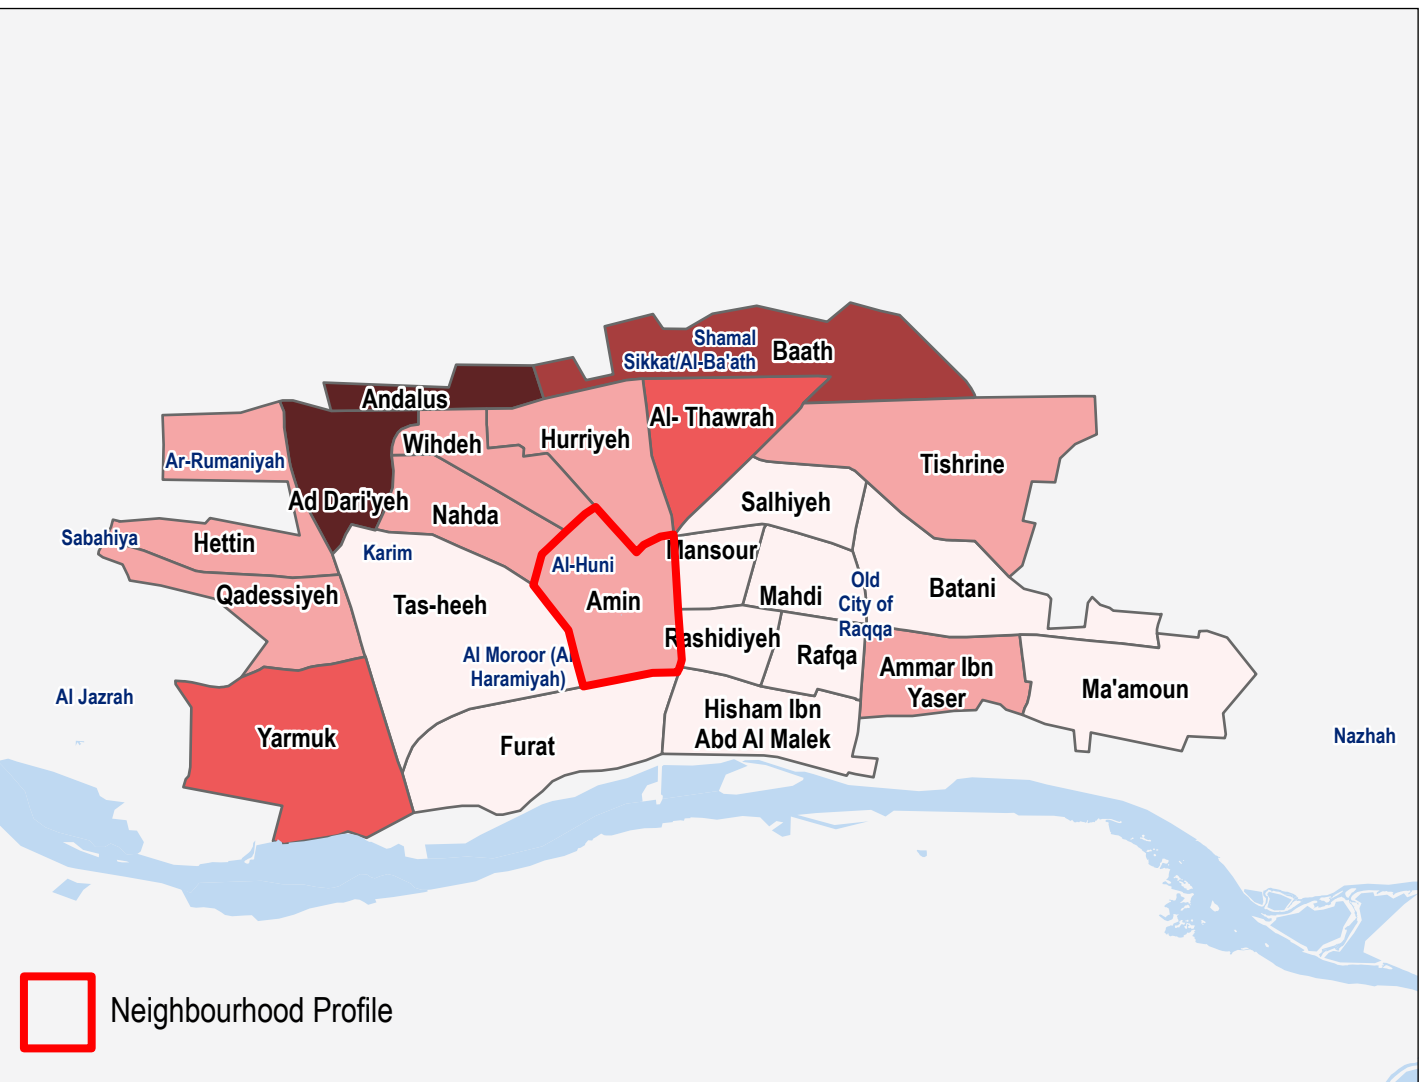 Shamal
Sikkat/Al-Ba'ath
Baath
Andalus
Al- Thawrah
Wihdeh
Hurriyeh
Ar-Rumaniyah
Tishrine
Ad Dari'yeh
Nahda
Salhiyeh
Sabahiya
Hettin
Karim
Mansour
Al-Huni
Amin
Qadessiyeh
Tas-heeh
Mahdi
Old
City of
Raqqa
Batani
Rashidiyeh
Rafqa
Al Moroor (Al
Haramiyah)
Ammar Ibn
Yaser
Ma'amoun
Al Jazrah
Hisham Ibn
Abd Al Malek
Yarmuk
Furat
Nazhah
Neighbourhood Profile